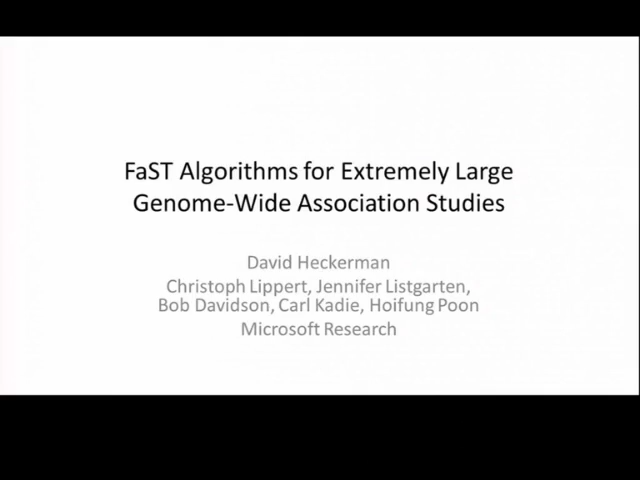 FaST Algorithms for Extremely Large
Genome-Wide Association Studies
David Heckerman
Christoph Lippert, Jennifer Listgarten,
Bob Davidson, Carl Kadie, Hoifung Poon
Microsoft Research